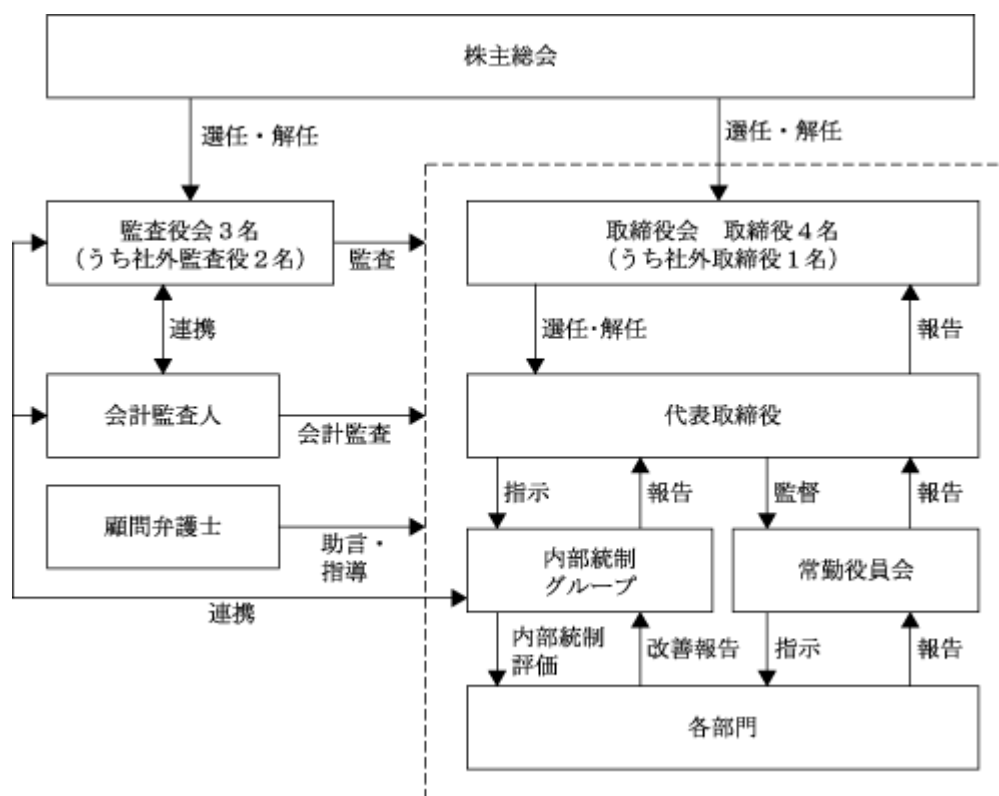 株主総会
選任・解任
選任・解任
監査役会３名
（うち社外監査役２名）
監査
取締役会　取締役４名
（うち社外取締役１名）
連携
選任･解任
報告
会計監査人
会計監査
代表取締役
指示
報告
監督
報告
顧問弁護士
助言・
指導
内部統制
グループ
常勤役員会
連携
内部統制
評価
改善報告
指示
報告
各部門